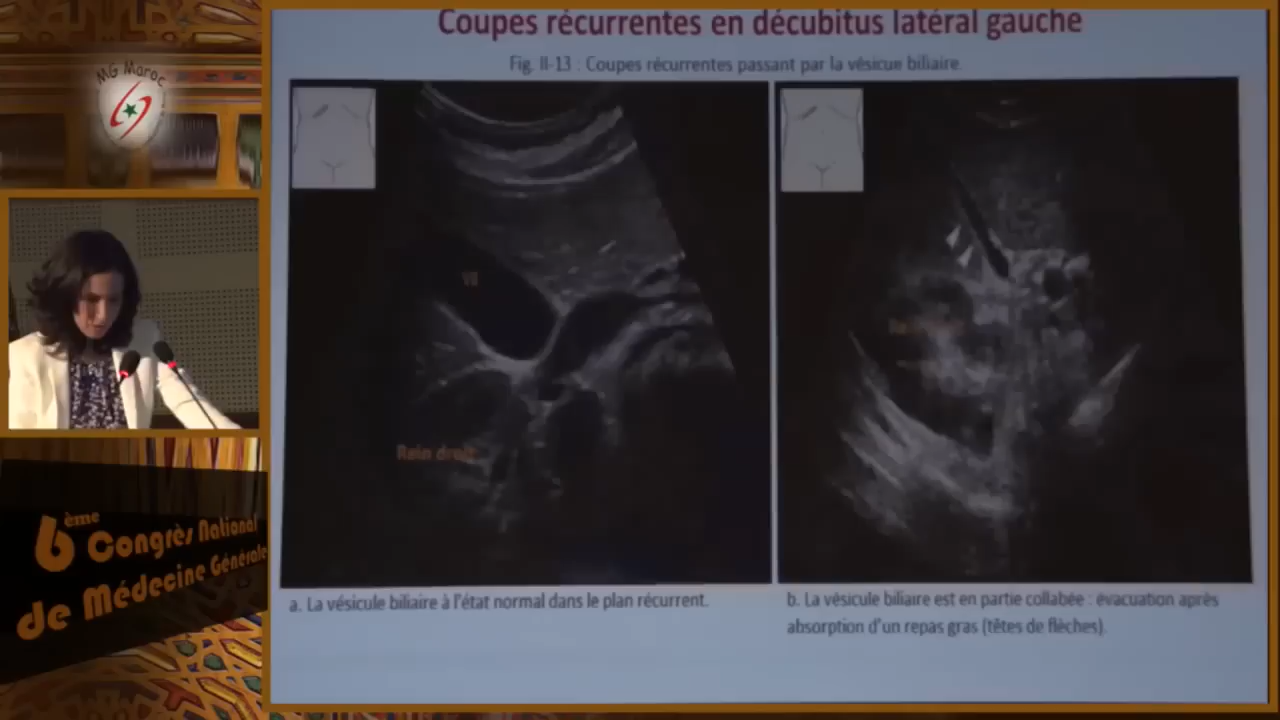 Coupes récurrentes en décubitus latéral gauche
Fig. II-13 : Coupes récurrentes passant par la vésicue biliaire.
MG Maroc
VB
Rein droit
a. La vésicule biliaire à l'état normal dans le plan récurrent.
b. La vésicule biliaire est en partie collabée : évacuation après
absorption d'un repas gras (têtes de flèches).
6ème Congrès National
de Médecine Générale